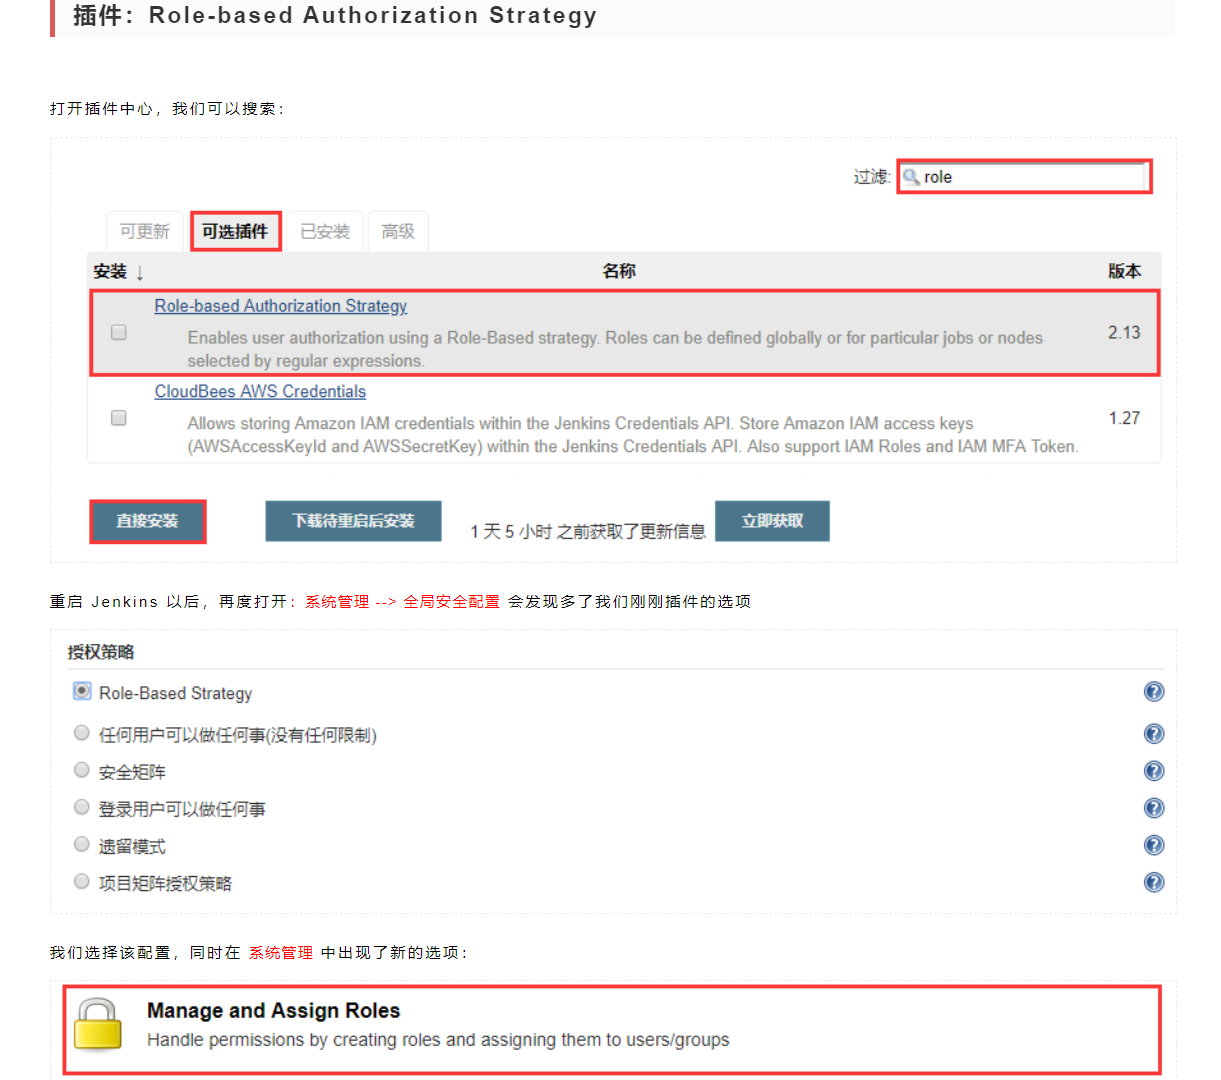 插件：Role-based Authorization Strategy
打开插件中心，我们可以搜索：
过滤: role
可更新 可选插件 已安装 高级
安装 ↓ 名称 版本
Role-based Authorization Strategy
Enables user authorization using a Role-Based strategy. Roles can be defined globally or for particular jobs or nodes
selected by regular expressions.
2.13
CloudBees AWS Credentials
Allows storing Amazon IAM credentials within the Jenkins Credentials API. Store Amazon IAM access keys
(AWSAccessKeyId and AWSSecretKey) within the Jenkins Credentials API. Also support IAM Roles and IAM MFA Token.
1.27
直接安装 下载待重启后安装 1 天 5 小时 之前获取了更新信息 立即获取
重启 Jenkins 以后，再度打开：系统管理 --> 全局安全配置 会发现多了我们刚刚插件的选项
授权策略
Role-Based Strategy
任何用户可以做任何事(没有任何限制)
安全矩阵
登录用户可以做任何事
遗留模式
项目矩阵授权策略
我们选择该配置，同时在 系统管理 中出现了新的选项：
Manage and Assign Roles
Handle permissions by creating roles and assigning them to users/groups